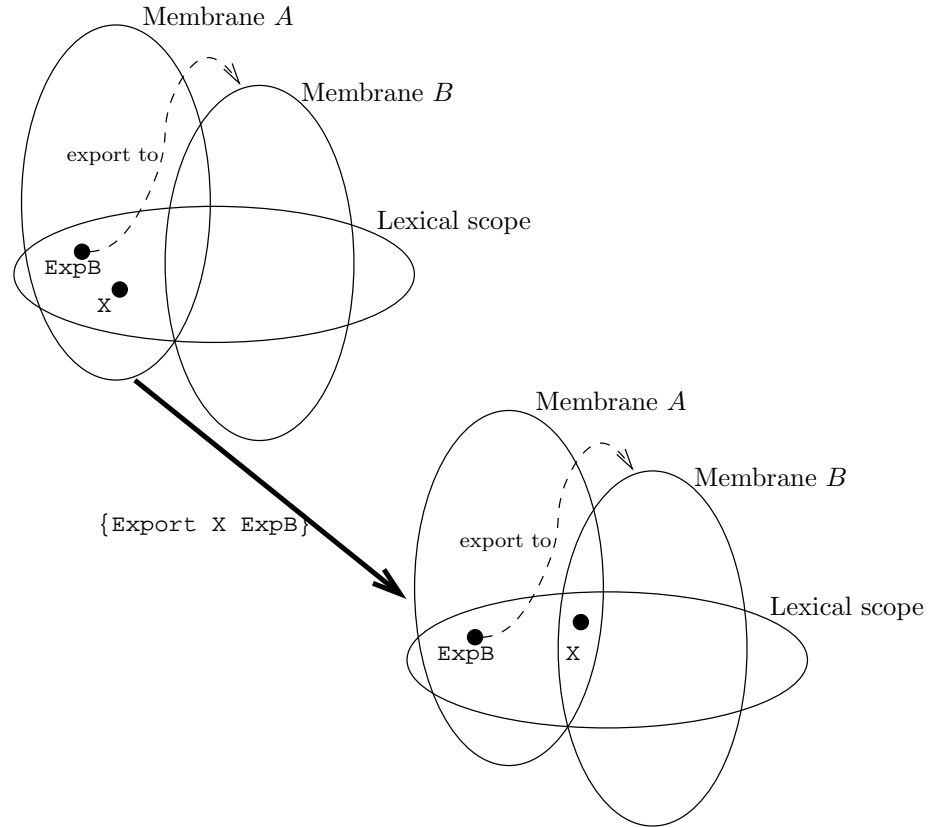 Membrane A
Membrane B
export to
Lexical scope
ExpB
X
Membrane A
Membrane B
{Export X ExpB}
export to
Lexical scope
ExpB
X